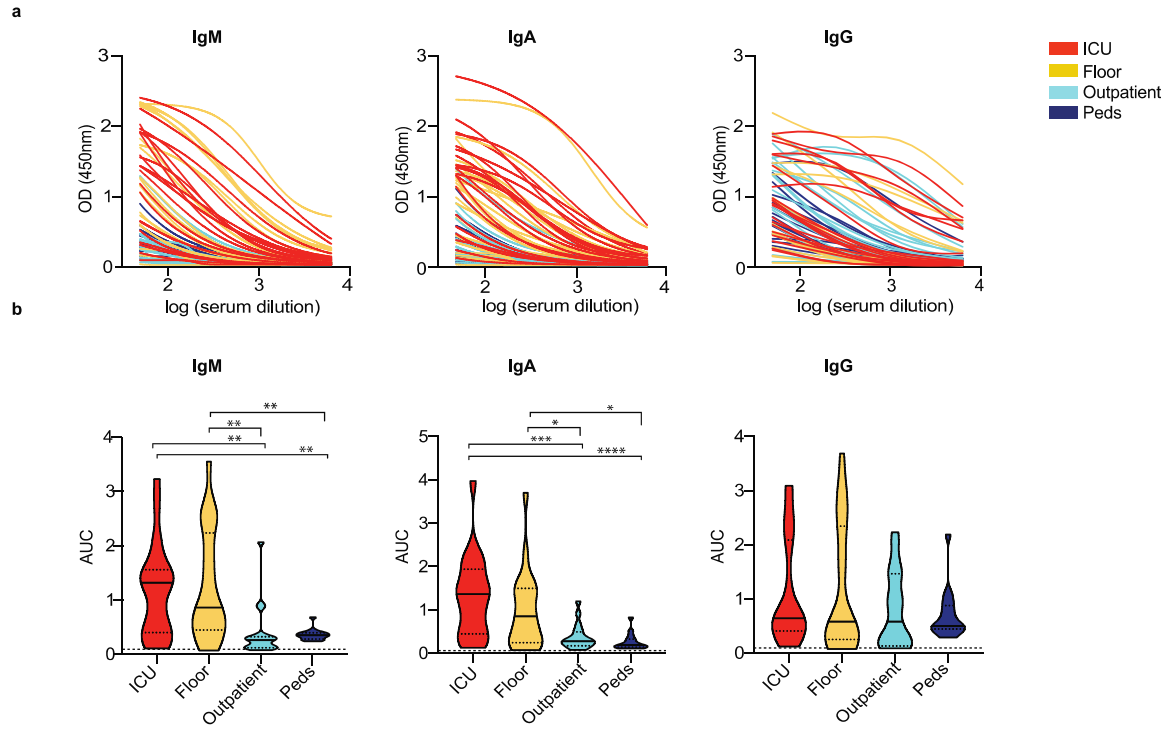 a
IgM
IgA
IgG
ICU
Floor
Outpatient
Peds
OD (450nm)
3
2
1
0
2
3
4
log (serum dilution)
OD (450nm)
3
2
1
0
2
3
4
log (serum dilution)
OD (450nm)
3
2
1
0
2
3
4
log (serum dilution)
b
IgM
IgA
IgG
**
**
**
**
AUC
4
3
2
1
0
ICU
Floor
Outpatient
Peds
*
*
***
****
AUC
5
4
3
2
1
0
ICU
Floor
Outpatient
Peds
AUC
4
3
2
1
0
ICU
Floor
Outpatient
Peds